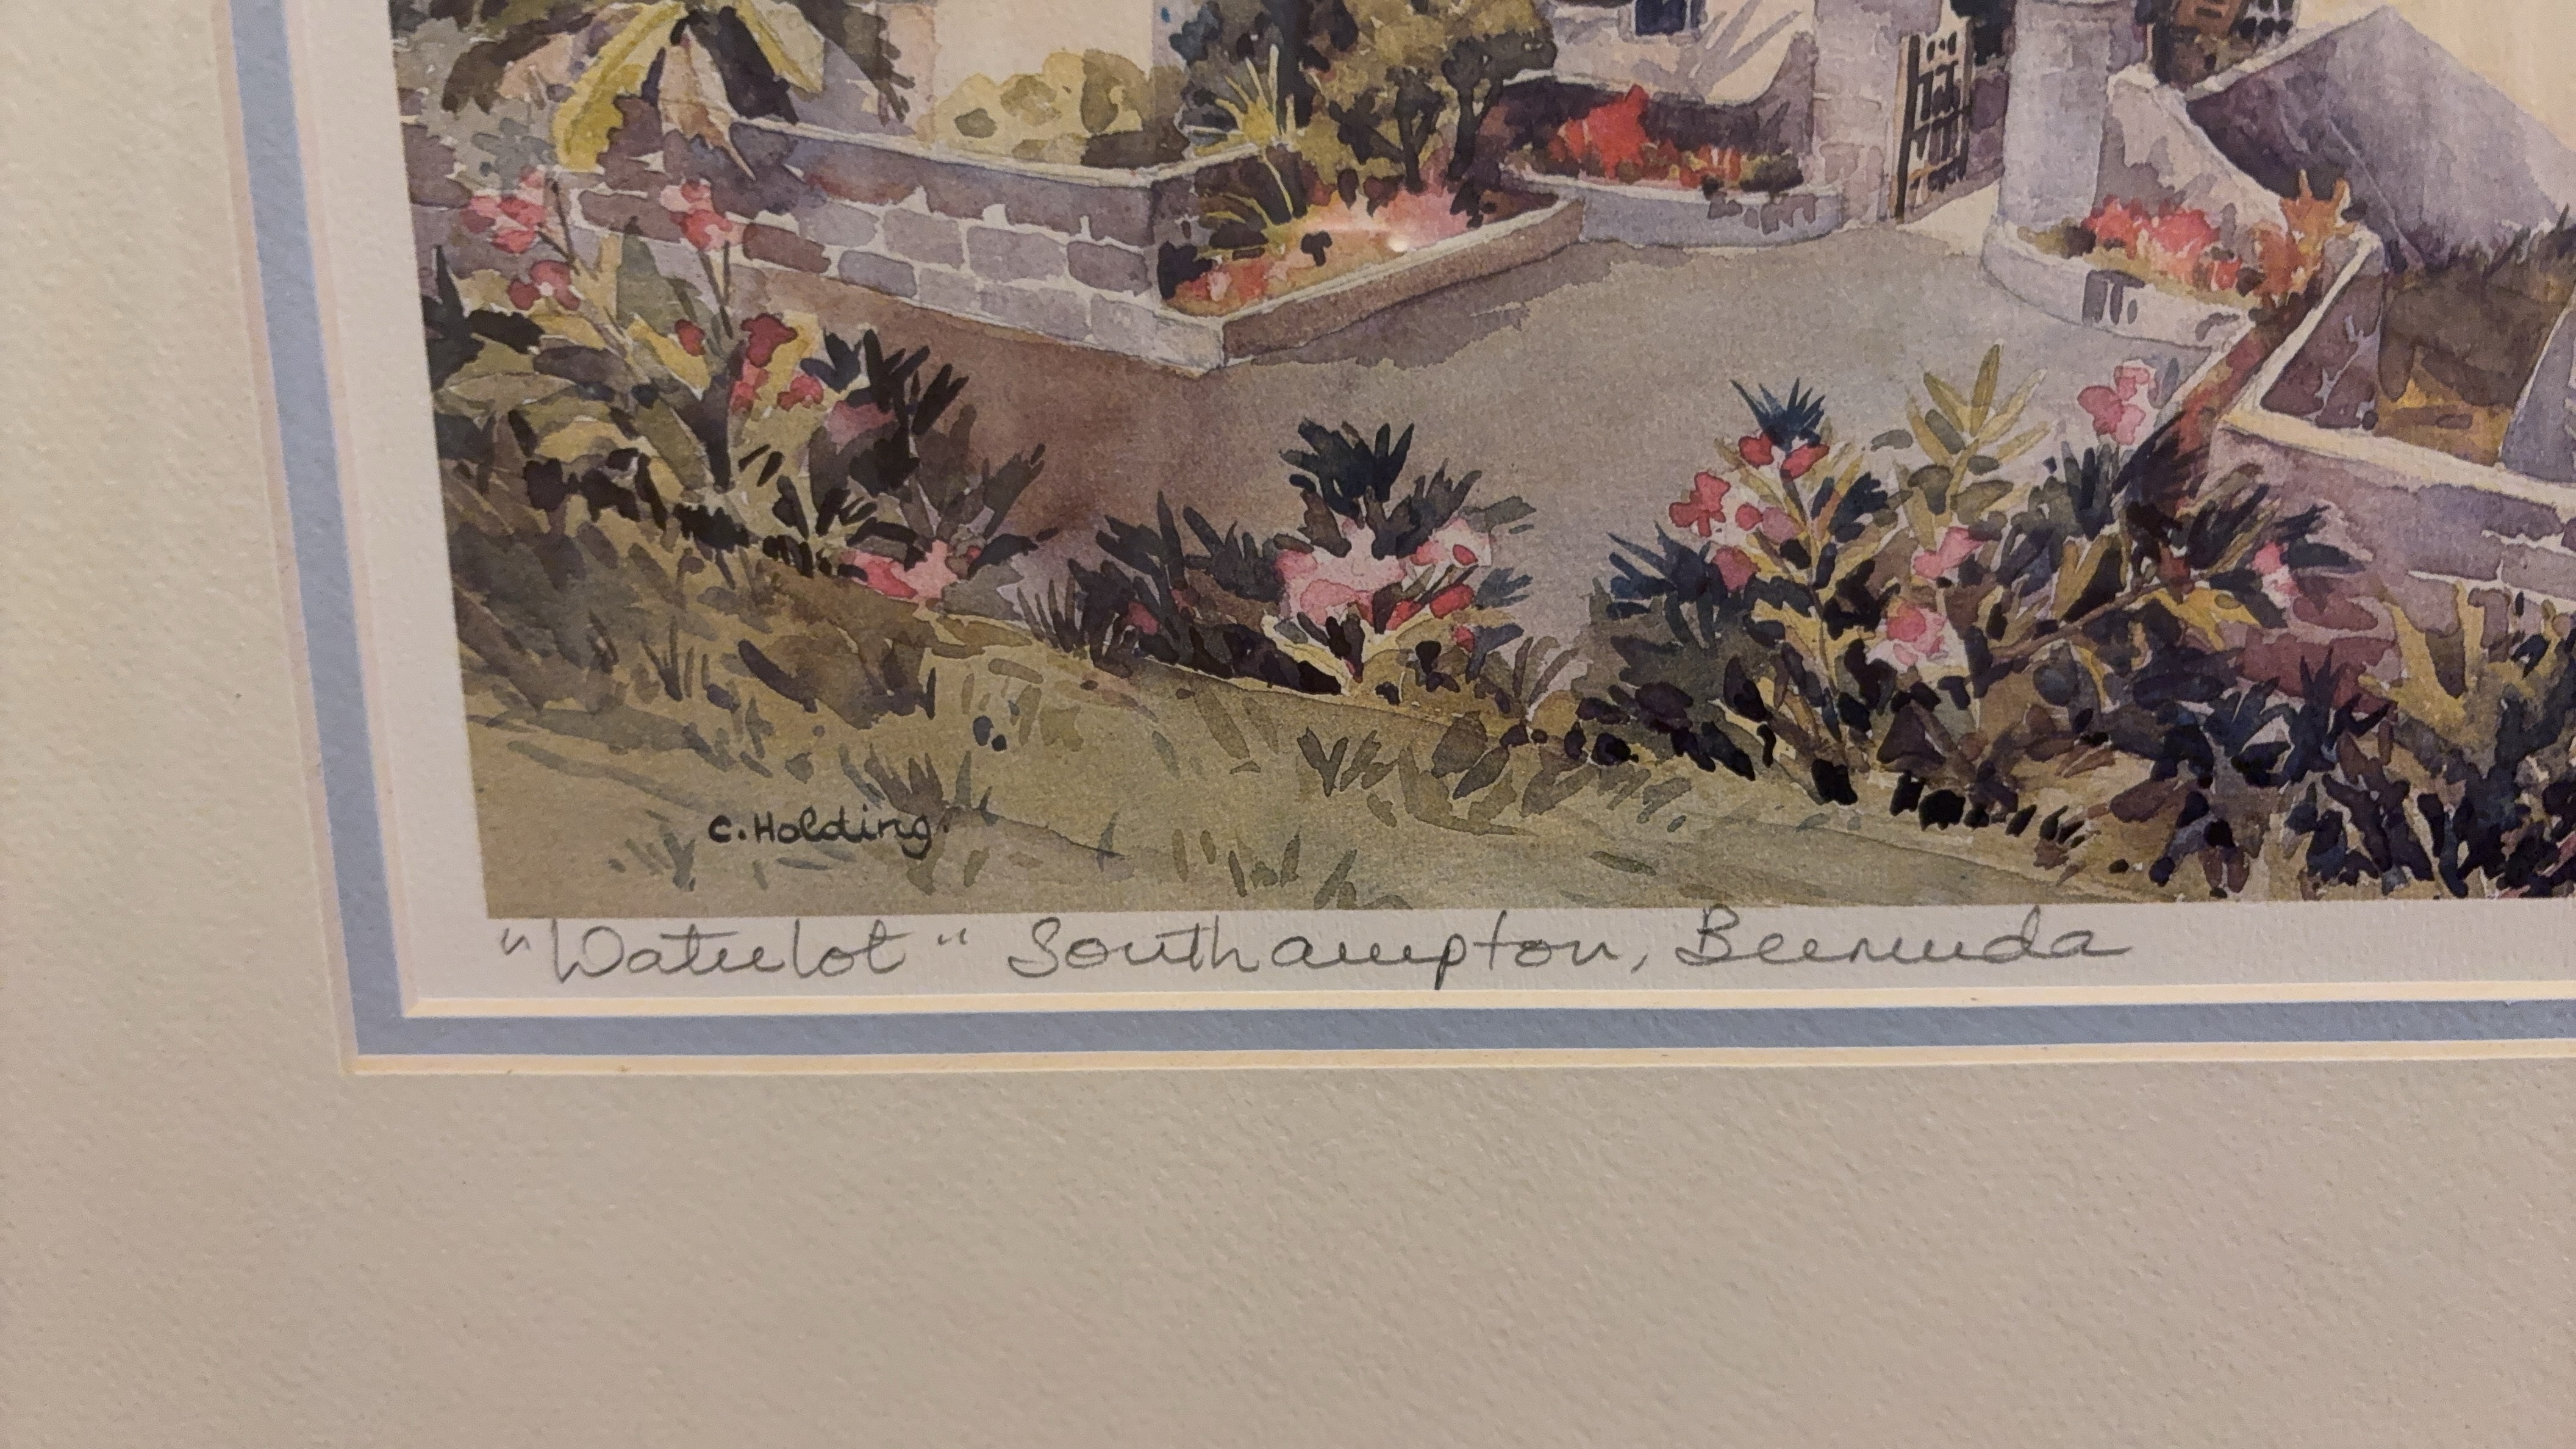 C. Holding.
"Waterlot" Southampton, Bermuda